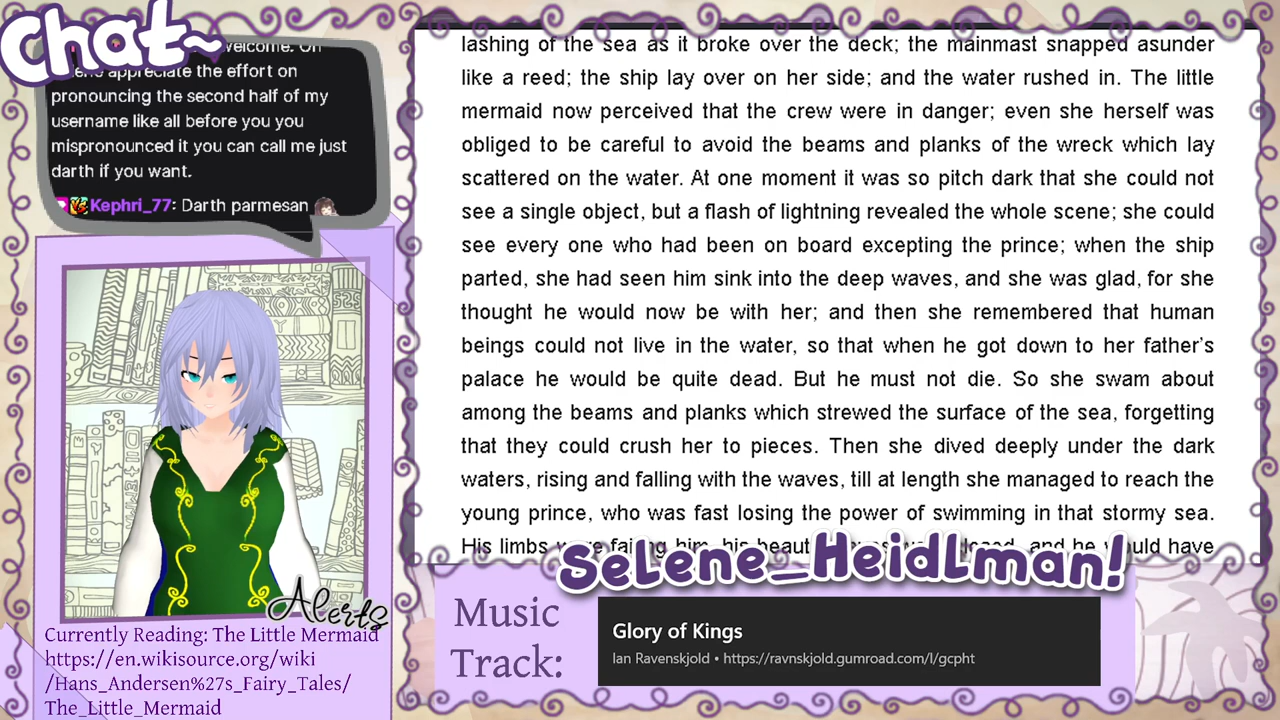 Chat~
welcome. Oh
appreciate the effort on
pronouncing the second half of my
username like all before you you
mispronounced it you can call me just
darth if you want.
Kephri_77: Darth parmesan
Alerts
Currently Reading: The Little Mermaid
https://en.wikisource.org/wiki
/Hans_Andersen%27s_Fairy_Tales/
The_Little_Mermaid
lashing of the sea as it broke over the deck; the mainmast snapped asunder
like a reed; the ship lay over on her side; and the water rushed in. The little
mermaid now perceived that the crew were in danger; even she herself was
obliged to be careful to avoid the beams and planks of the wreck which lay
scattered on the water. At one moment it was so pitch dark that she could not
see a single object, but a flash of lightning revealed the whole scene; she could
see every one who had been on board excepting the prince; when the ship
parted, she had seen him sink into the deep waves, and she was glad, for she
thought he would now be with her; and then she remembered that human
beings could not live in the water, so that when he got down to her father's
palace he would be quite dead. But he must not die. So she swam about
among the beams and planks which strewed the surface of the sea, forgetting
that they could crush her to pieces. Then she dived deeply under the dark
waters, rising and falling with the waves, till at length she managed to reach the
young prince, who was fast losing the power of swimming in that stormy sea.
His limbs were failing him, his closed, and he would have
Selene_Heidlman!
Music
Track:
Glory of Kings
Ian Ravenskjold • https://ravnskjold.gumroad.com/l/gcpht